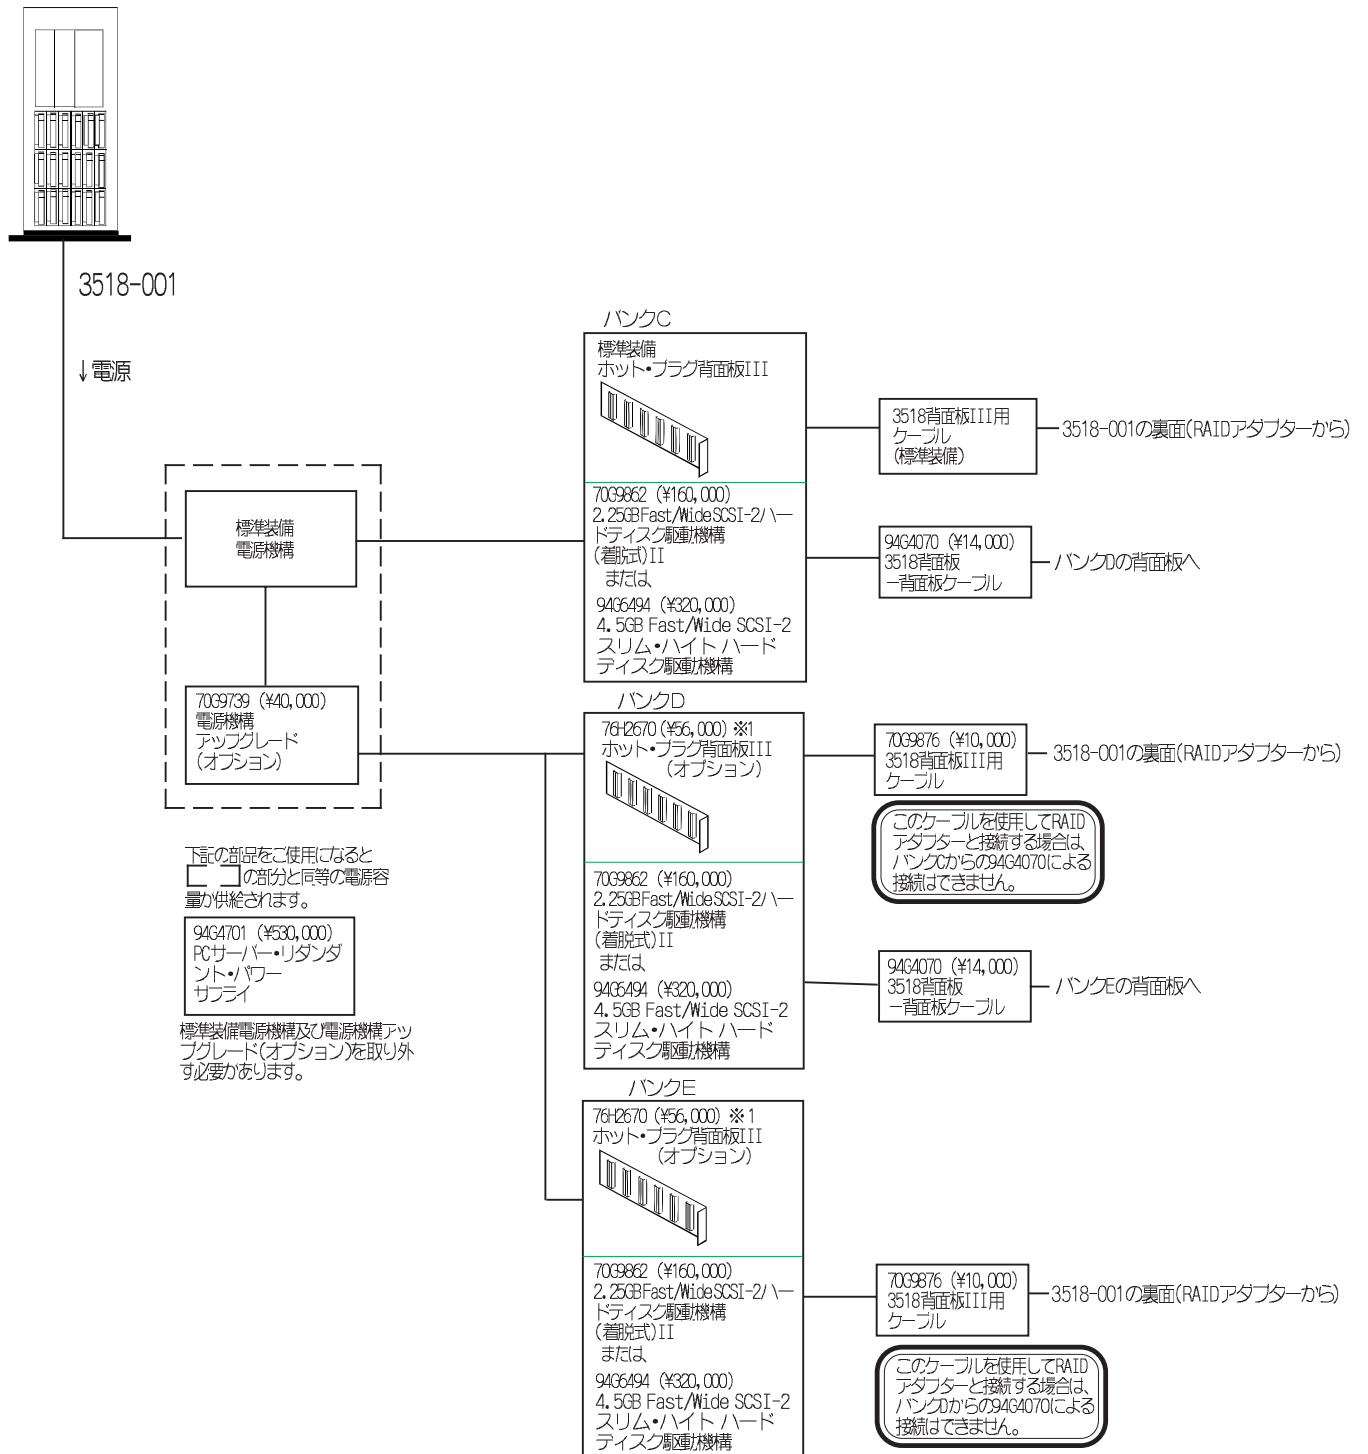 3518-001
↓電源
標準装備
電源機構
70G9739 (¥40,000)
電源機構
アップグレード
(オプション)
下記の部品をご使用になると
の部分と同等の電源容
量が供給されます。
94G4701 (¥530,000)
PCサーバー・リダンダ
ント・パワー
サプライ
標準装備電源機構及び電源機構アッ
プグレード(オプション)を取り外
す必要があります。
バンクC
標準装備
ホット・プラグ背面板III
70G9862 (¥160,000)
2.25GB Fast/Wide SCSI-2ハー
ドディスク駆動機構
(着脱式)II
または、
94G6494 (¥320,000)
4.5GB Fast/Wide SCSI-2
スリム・ハイト ハード
ディスク駆動機構
3518背面板III用
ケーブル
(標準装備)
3518-001の裏面(RAIDアダプターから)
94G4070 (¥14,000)
3518背面板
ー背面板ケーブル
バンクDの背面板へ
バンクD
76H2670 (¥56,000) ※1
ホット・プラグ背面板III
(オプション)
70G9862 (¥160,000)
2.25GB Fast/Wide SCSI-2ハー
ドディスク駆動機構
(着脱式)II
または、
94G6494 (¥320,000)
4.5GB Fast/Wide SCSI-2
スリム・ハイト ハード
ディスク駆動機構
70G9876 (¥10,000)
3518背面板III用
ケーブル
3518-001の裏面(RAIDアダプターから)
このケーブルを使用してRAID
アダプターと接続する場合は、
バンクCからの94G4070による
接続はできません。
94G4070 (¥14,000)
3518背面板
ー背面板ケーブル
バンクEの背面板へ
バンクE
76H2670 (¥56,000) ※1
ホット・プラグ背面板III
(オプション)
70G9862 (¥160,000)
2.25GB Fast/Wide SCSI-2ハー
ドディスク駆動機構
(着脱式)II
または、
94G6494 (¥320,000)
4.5GB Fast/Wide SCSI-2
スリム・ハイト ハード
ディスク駆動機構
70G9876 (¥10,000)
3518背面板III用
ケーブル
3518-001の裏面(RAIDアダプターから)
このケーブルを使用してRAID
アダプターと接続する場合は、
バンクDからの94G4070による
接続はできません。